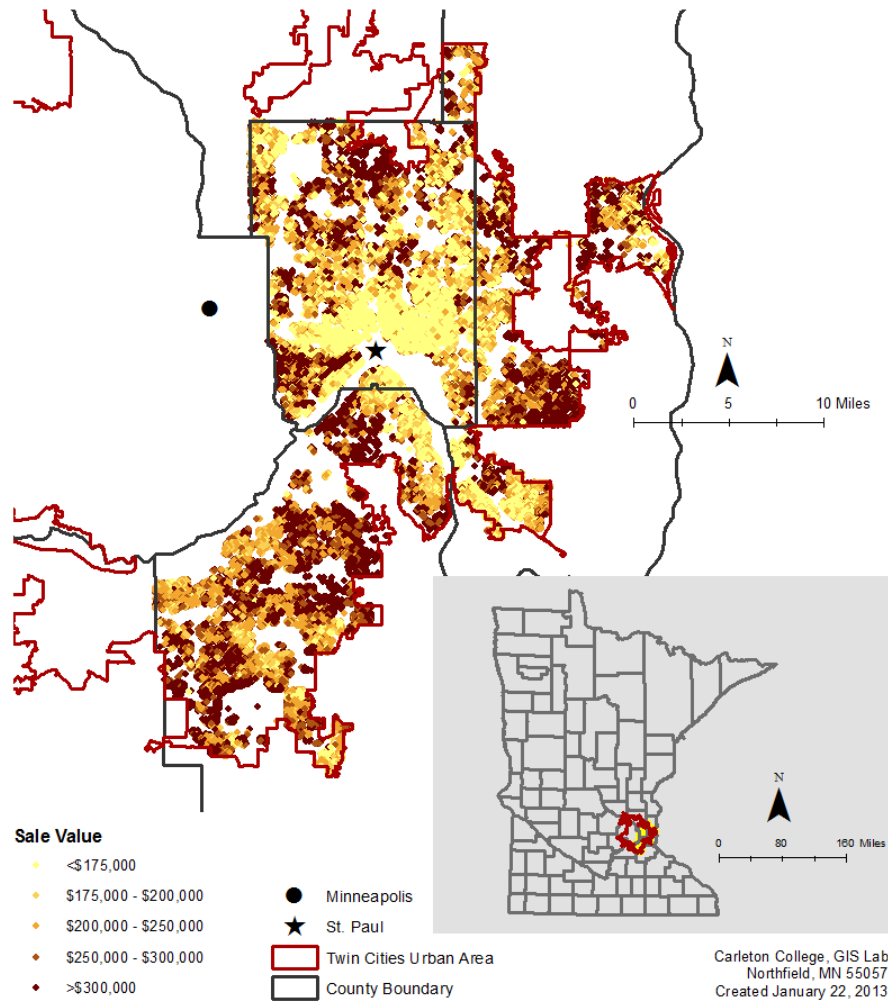 N
0 5 10 Miles
N
0 80 160 Miles
Sale Value
<$175,000
$175,000 - $200,000
$200,000 - $250,000
$250,000 - $300,000
>$300,000
Minneapolis
St. Paul
Twin Cities Urban Area
County Boundary
Carleton College, GIS Lab
Northfield, MN 55057
Created January 22, 2013